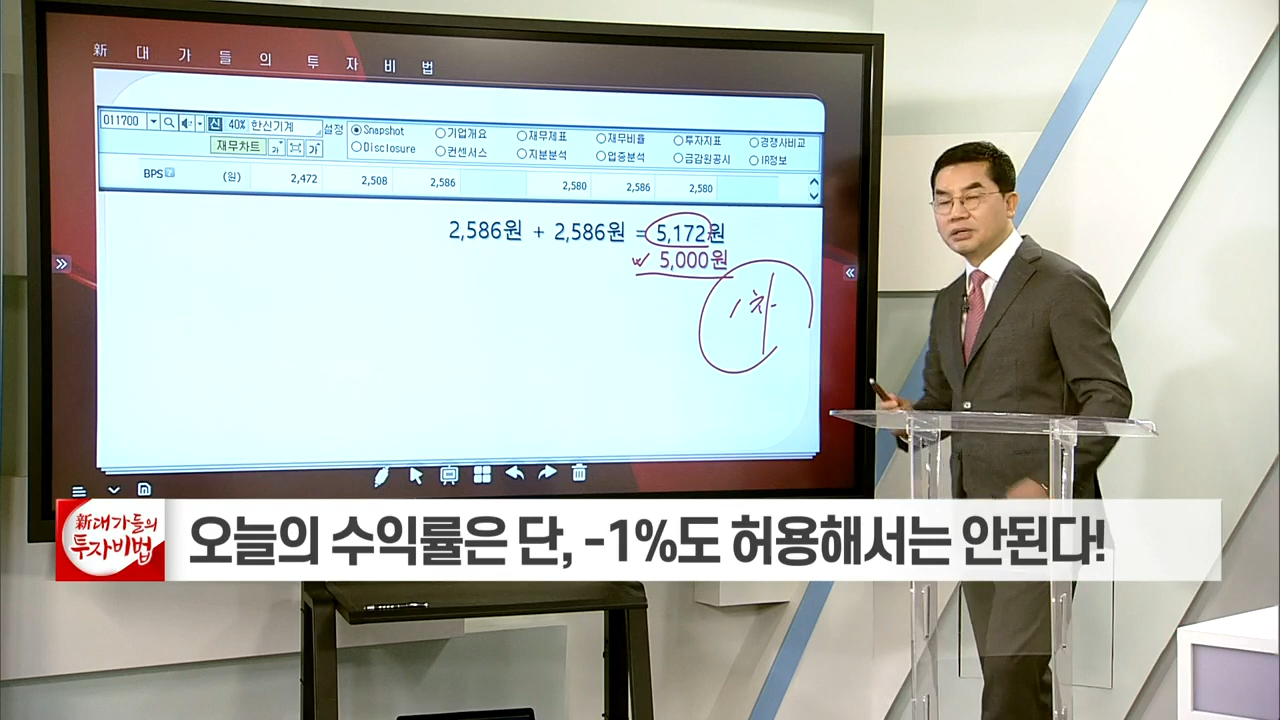 新 대 가 들 의 투 자 비 법
011700 신 40% 한신기계 설정 Snapshot 기업개요 재무제표 재무비율 투자지표 경쟁사비교
재무차트 가 가 Disclosure 컨센서스 지분분석 업종분석 금감원공시 IR정보
BPS (원) 2,472 2,508 2,586 2,580 2,586 2,580
2,586원 + 2,586원 = 5,172원
5,000원
1차
新대가들의
투자비법
오늘의 수익률은 단, -1%도 허용해서는 안된다!